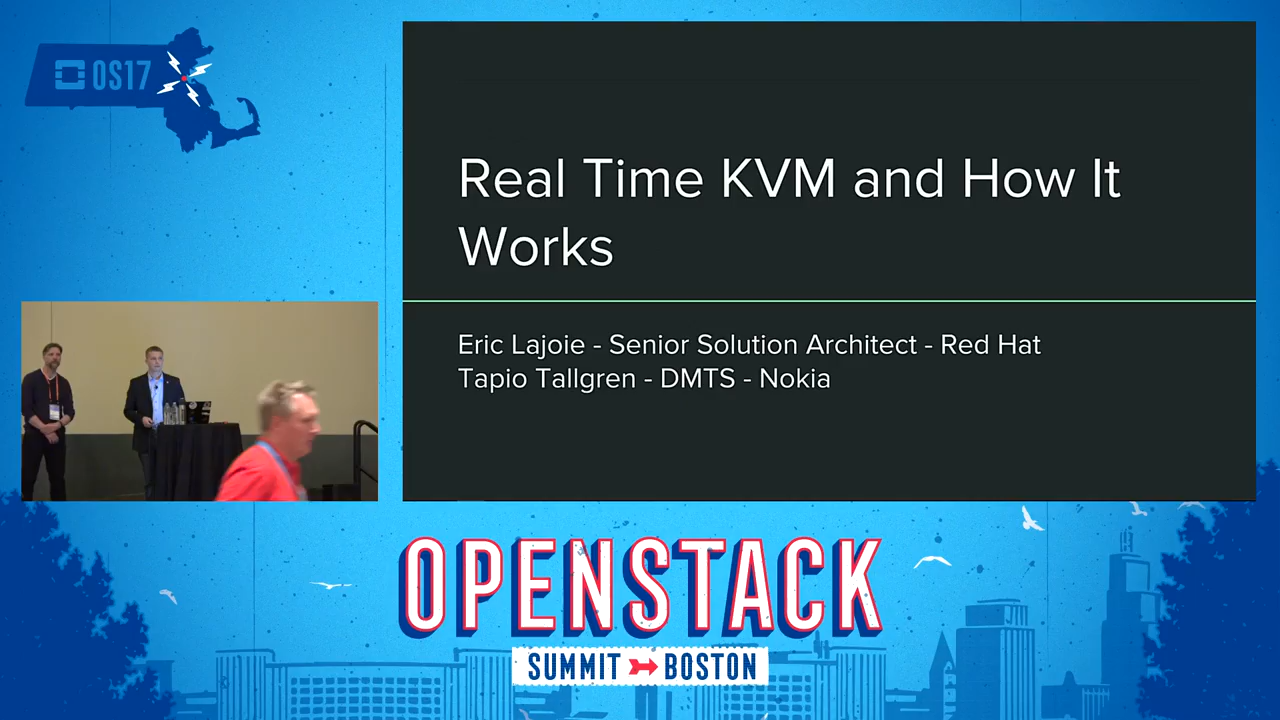 OS17
Real Time KVM and How It
Works
Eric Lajoie - Senior Solution Architect - Red Hat
Tapio Tallgren - DMTS - Nokia
OPENSTACK
SUMMIT BOSTON